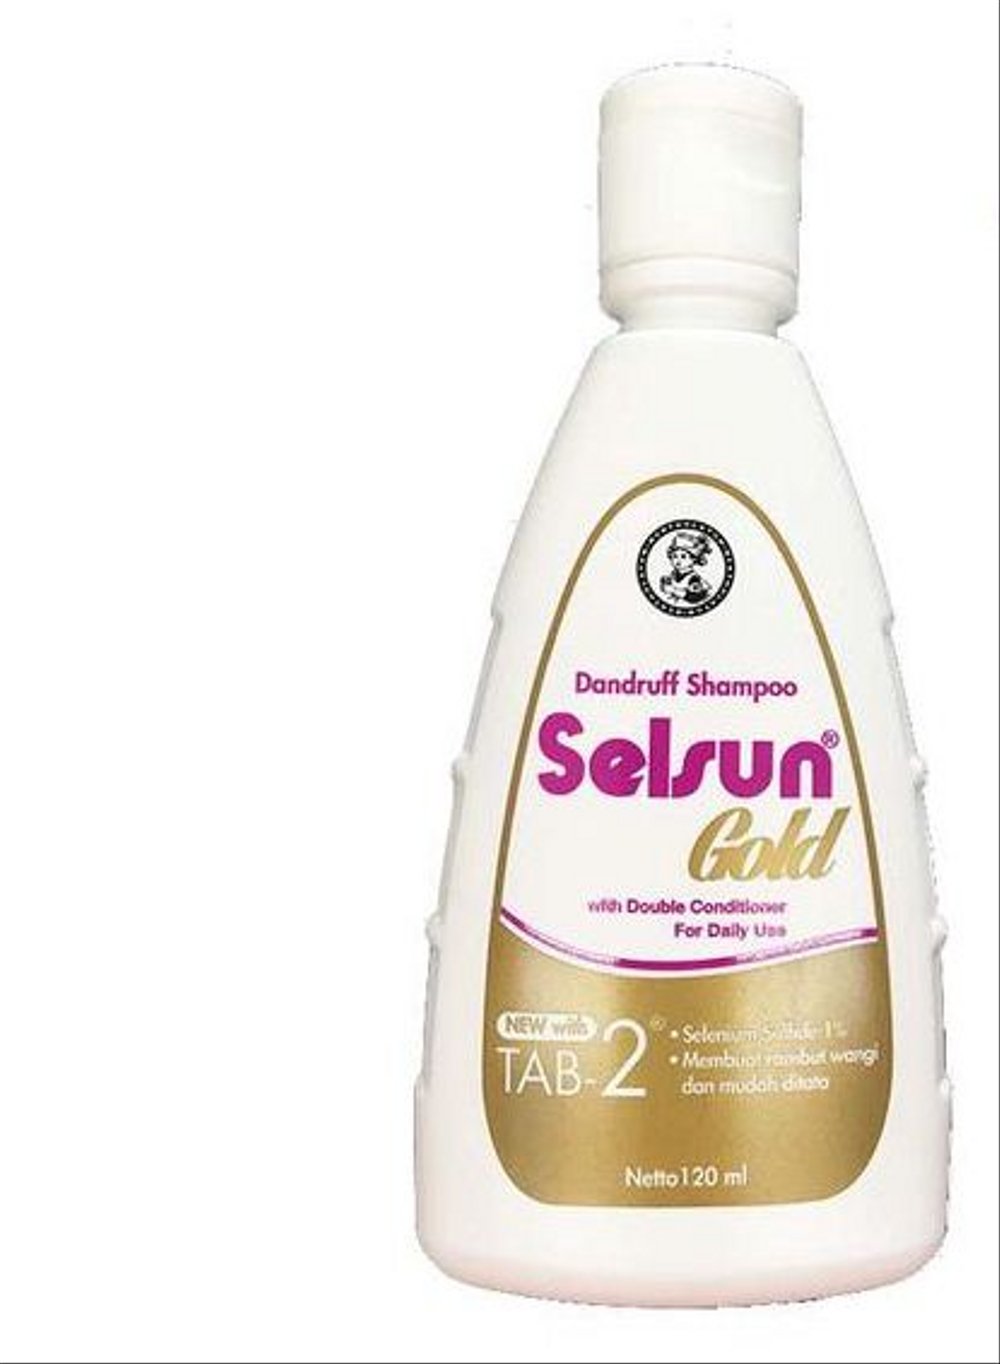 Dandruff Shampoo
Selsun®
Gold
with Double Conditioner
For Daily Use
NEW with
TAB-2®
• Selenium Sulfide 1%
• Membuat rambut wangi
dan mudah ditata
Netto 120 ml